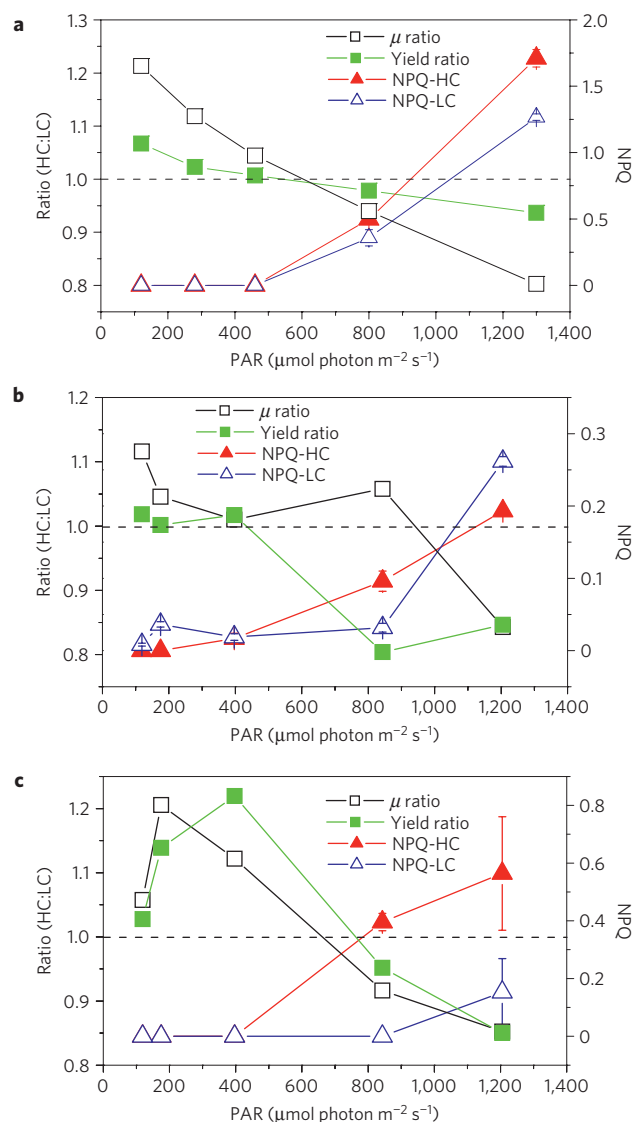 a
μ ratio
Yield ratio
NPQ-HC
NPQ-LC
1.3
1.2
1.1
1.0
0.9
0.8
Ratio (HC:LC)
2.0
1.5
1.0
0.5
0
NPQ
0 200 400 600 800 1,000 1,200 1,400
PAR (μmol photon m⁻² s⁻¹)
b
μ ratio
Yield ratio
NPQ-HC
NPQ-LC
1.2
1.1
1.0
0.9
0.8
Ratio (HC:LC)
0.3
0.2
0.1
0
NPQ
0 200 400 600 800 1,000 1,200 1,400
PAR (μmol photon m⁻² s⁻¹)
c
μ ratio
Yield ratio
NPQ-HC
NPQ-LC
1.2
1.1
1.0
0.9
0.8
Ratio (HC:LC)
0.8
0.6
0.4
0.2
0
NPQ
0 200 400 600 800 1,000 1,200 1,400
PAR (μmol photon m⁻² s⁻¹)